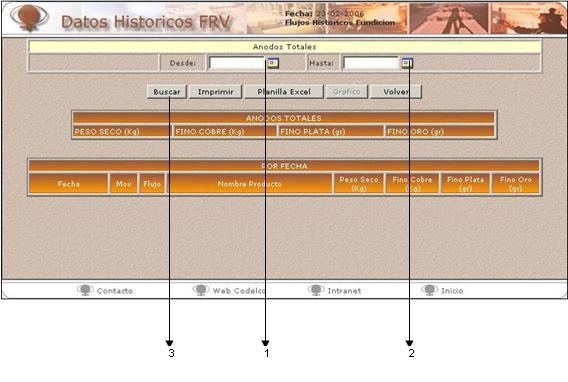 Datos Historicos FRV
Fecha: 23-02-2006
Flujos Historicos Fundicion
Anodos Totales
Desde: Hasta:
Buscar Imprimir Planilla Excel Grafico Volver
ANODOS TOTALES
PESO SECO (Kg) FINO COBRE (Kg) FINO PLATA (gr) FINO ORO (gr)
POR FECHA
Fecha Mov Flujo Nombre Producto Peso Seco (Kg) Fino Cobre (Kg) Fino Plata (gr) Fino Oro (gr)
Contacto Web Codelco Intranet Inicio
3 1 2